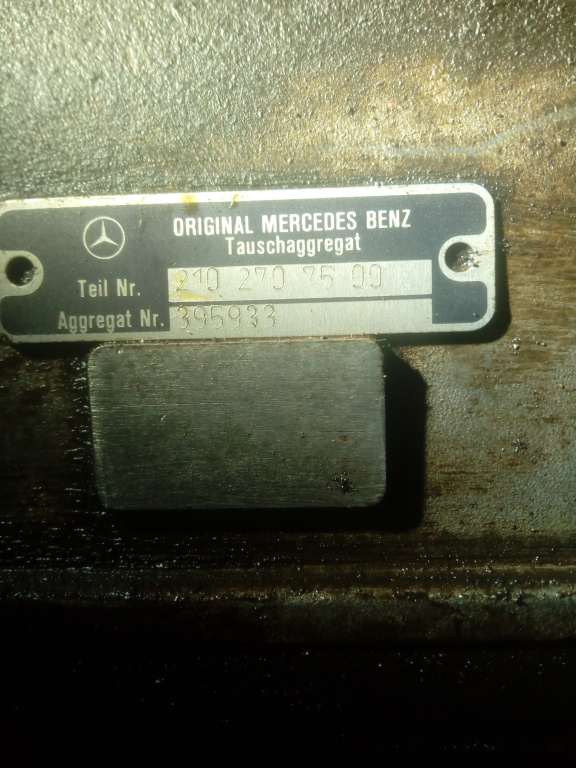 ORIGINAL MERCEDES BENZ
Tauschaggregat
Teil Nr. 210 270 75 00
Aggregat Nr. 395933